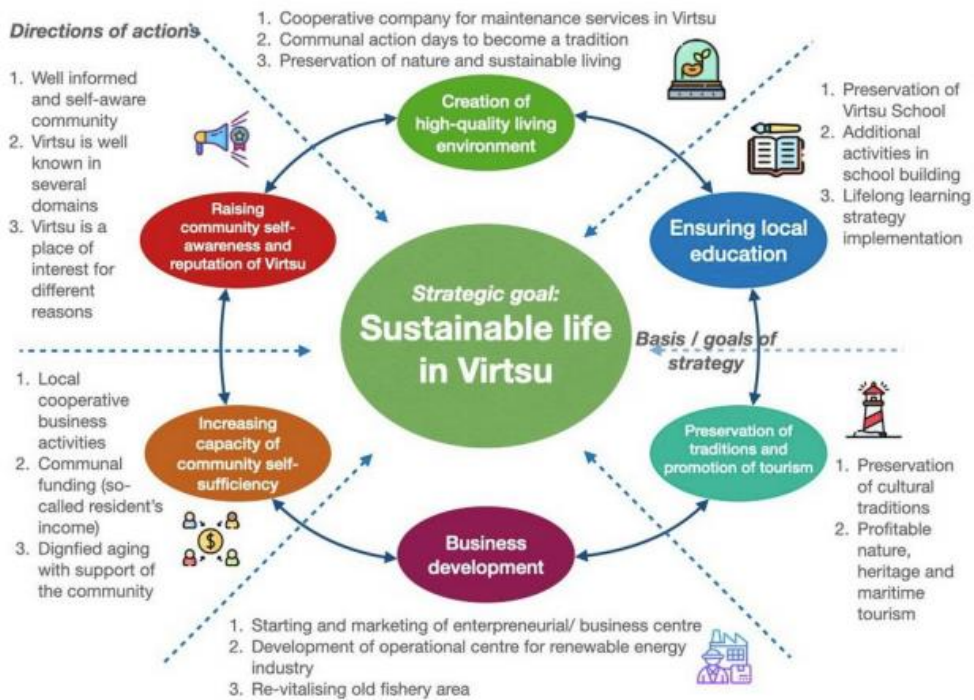 Directions of actions
1. Cooperative company for maintenance services in Virtsu
2. Communal action days to become a tradition
3. Preservation of nature and sustainable living
Creation of
high-quality living
environment
1. Well informed
and self-aware
community
2. Virtsu is well
known in
several
domains
3. Virtsu is a
place of
interest for
different
reasons
Raising
community self-
awareness and
reputation of Virtsu
1. Preservation of
Virtsu School
2. Additional
activities in
school building
3. Lifelong learning
strategy
implementation
Ensuring local
education
Strategic goal:
Sustainable life
in Virtsu
Basis / goals of
strategy
1. Local
cooperative
business
activities
2. Communal
funding (so-
called resident's
income)
3. Dignfied aging
with support of
the community
Increasing
capacity of
community self-
sufficiency
$
Preservation of
traditions and
promotion of tourism
1. Preservation
of cultural
traditions
2. Profitable
nature,
heritage and
maritime
tourism
Business
development
1. Starting and marketing of enterpreneurial/ business centre
2. Development of operational centre for renewable energy
industry
3. Re-vitalising old fishery area